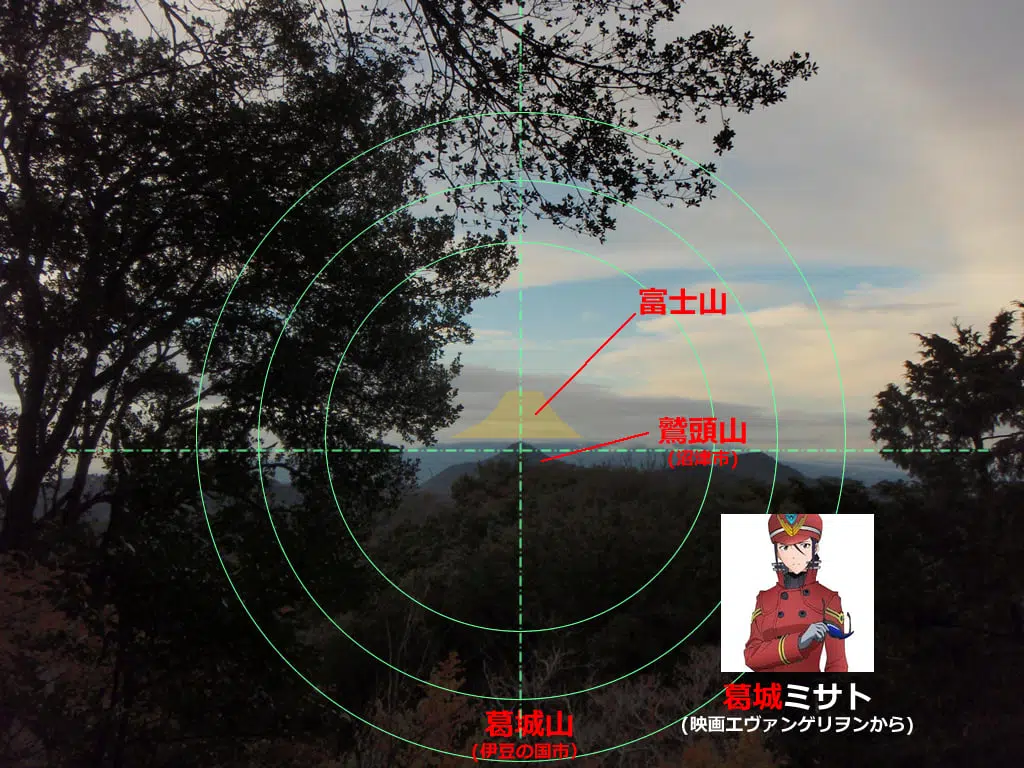 富士山
鷲頭山
(沼津市)
葛城ミサト
(映画エヴァンゲリヲンから)
葛城山
(伊豆の国市)